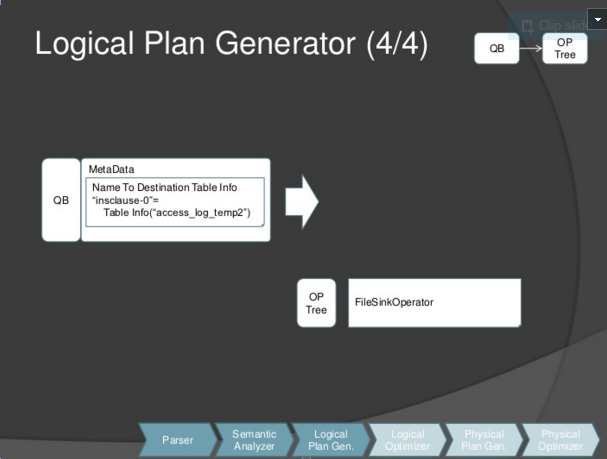 Clip slide
Logical Plan Generator (4/4)
QB
OP
Tree
MetaData
Name To Destination Table Info
“insclause-0”=
Table Info(“access_log_temp2”)
QB
OP
Tree
FileSinkOperator
Parser
Semantic
Analyzer
Logical
Plan Gen.
Logical
Optimizer
Physical
Plan Gen.
Physical
Optimizer